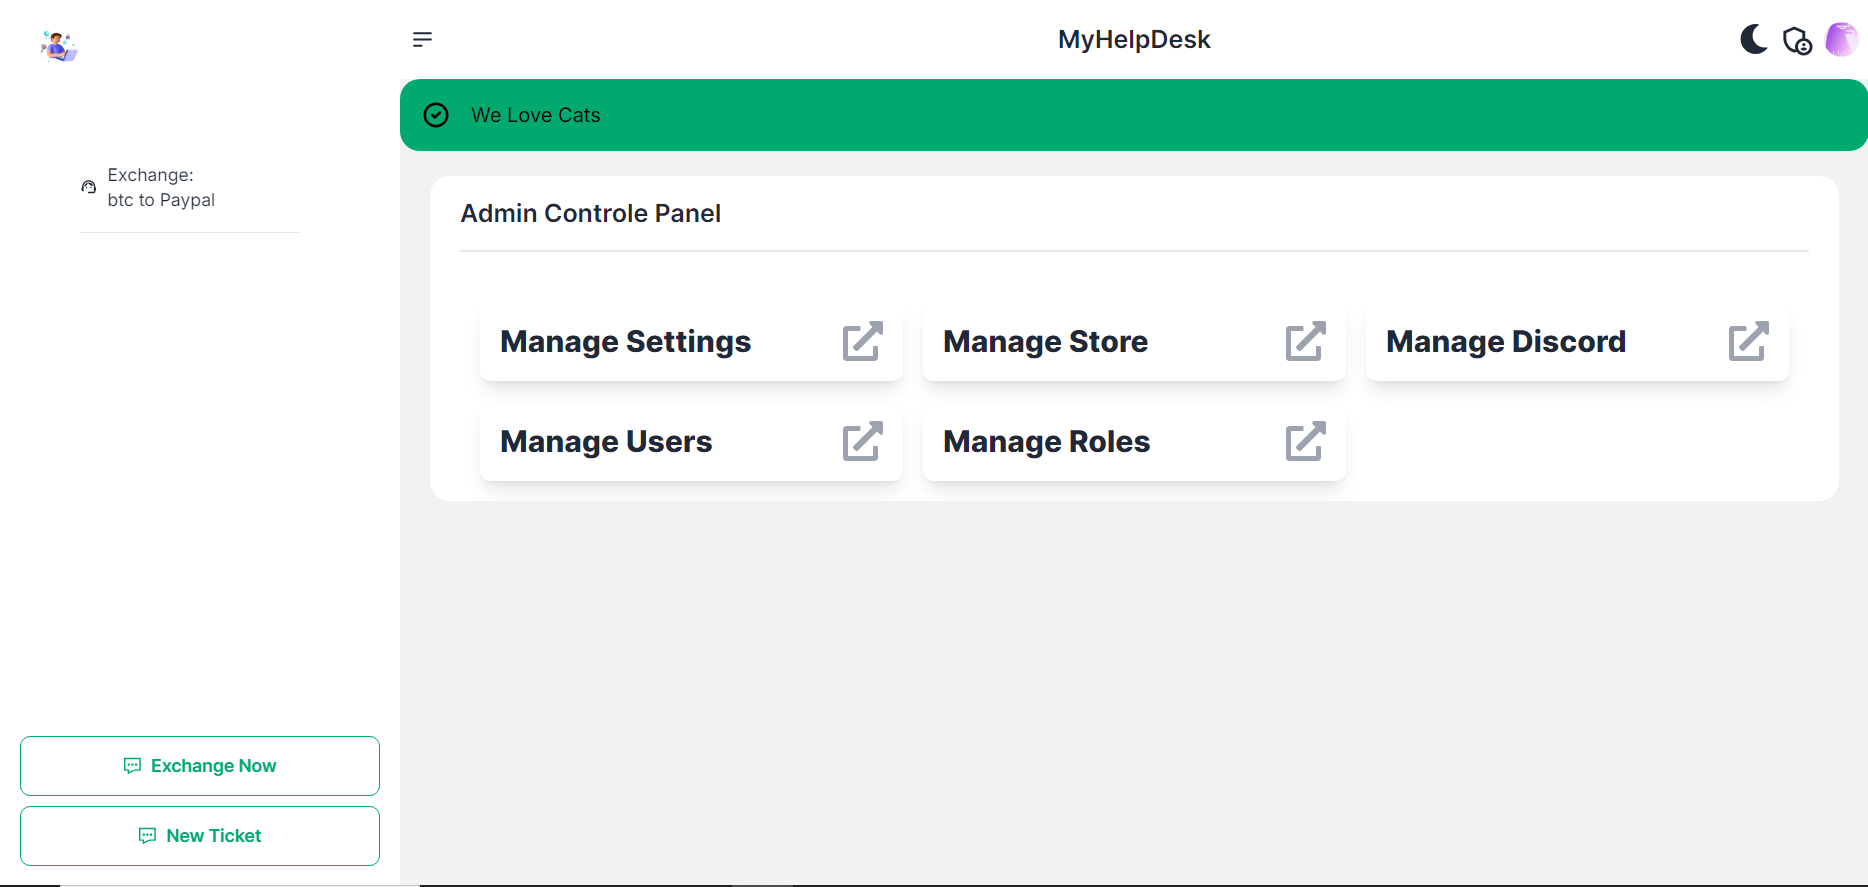 MyHelpDesk
We Love Cats
Exchange:
btc to Paypal
Admin Controle Panel
Manage Settings
Manage Store
Manage Discord
Manage Users
Manage Roles
Exchange Now
New Ticket